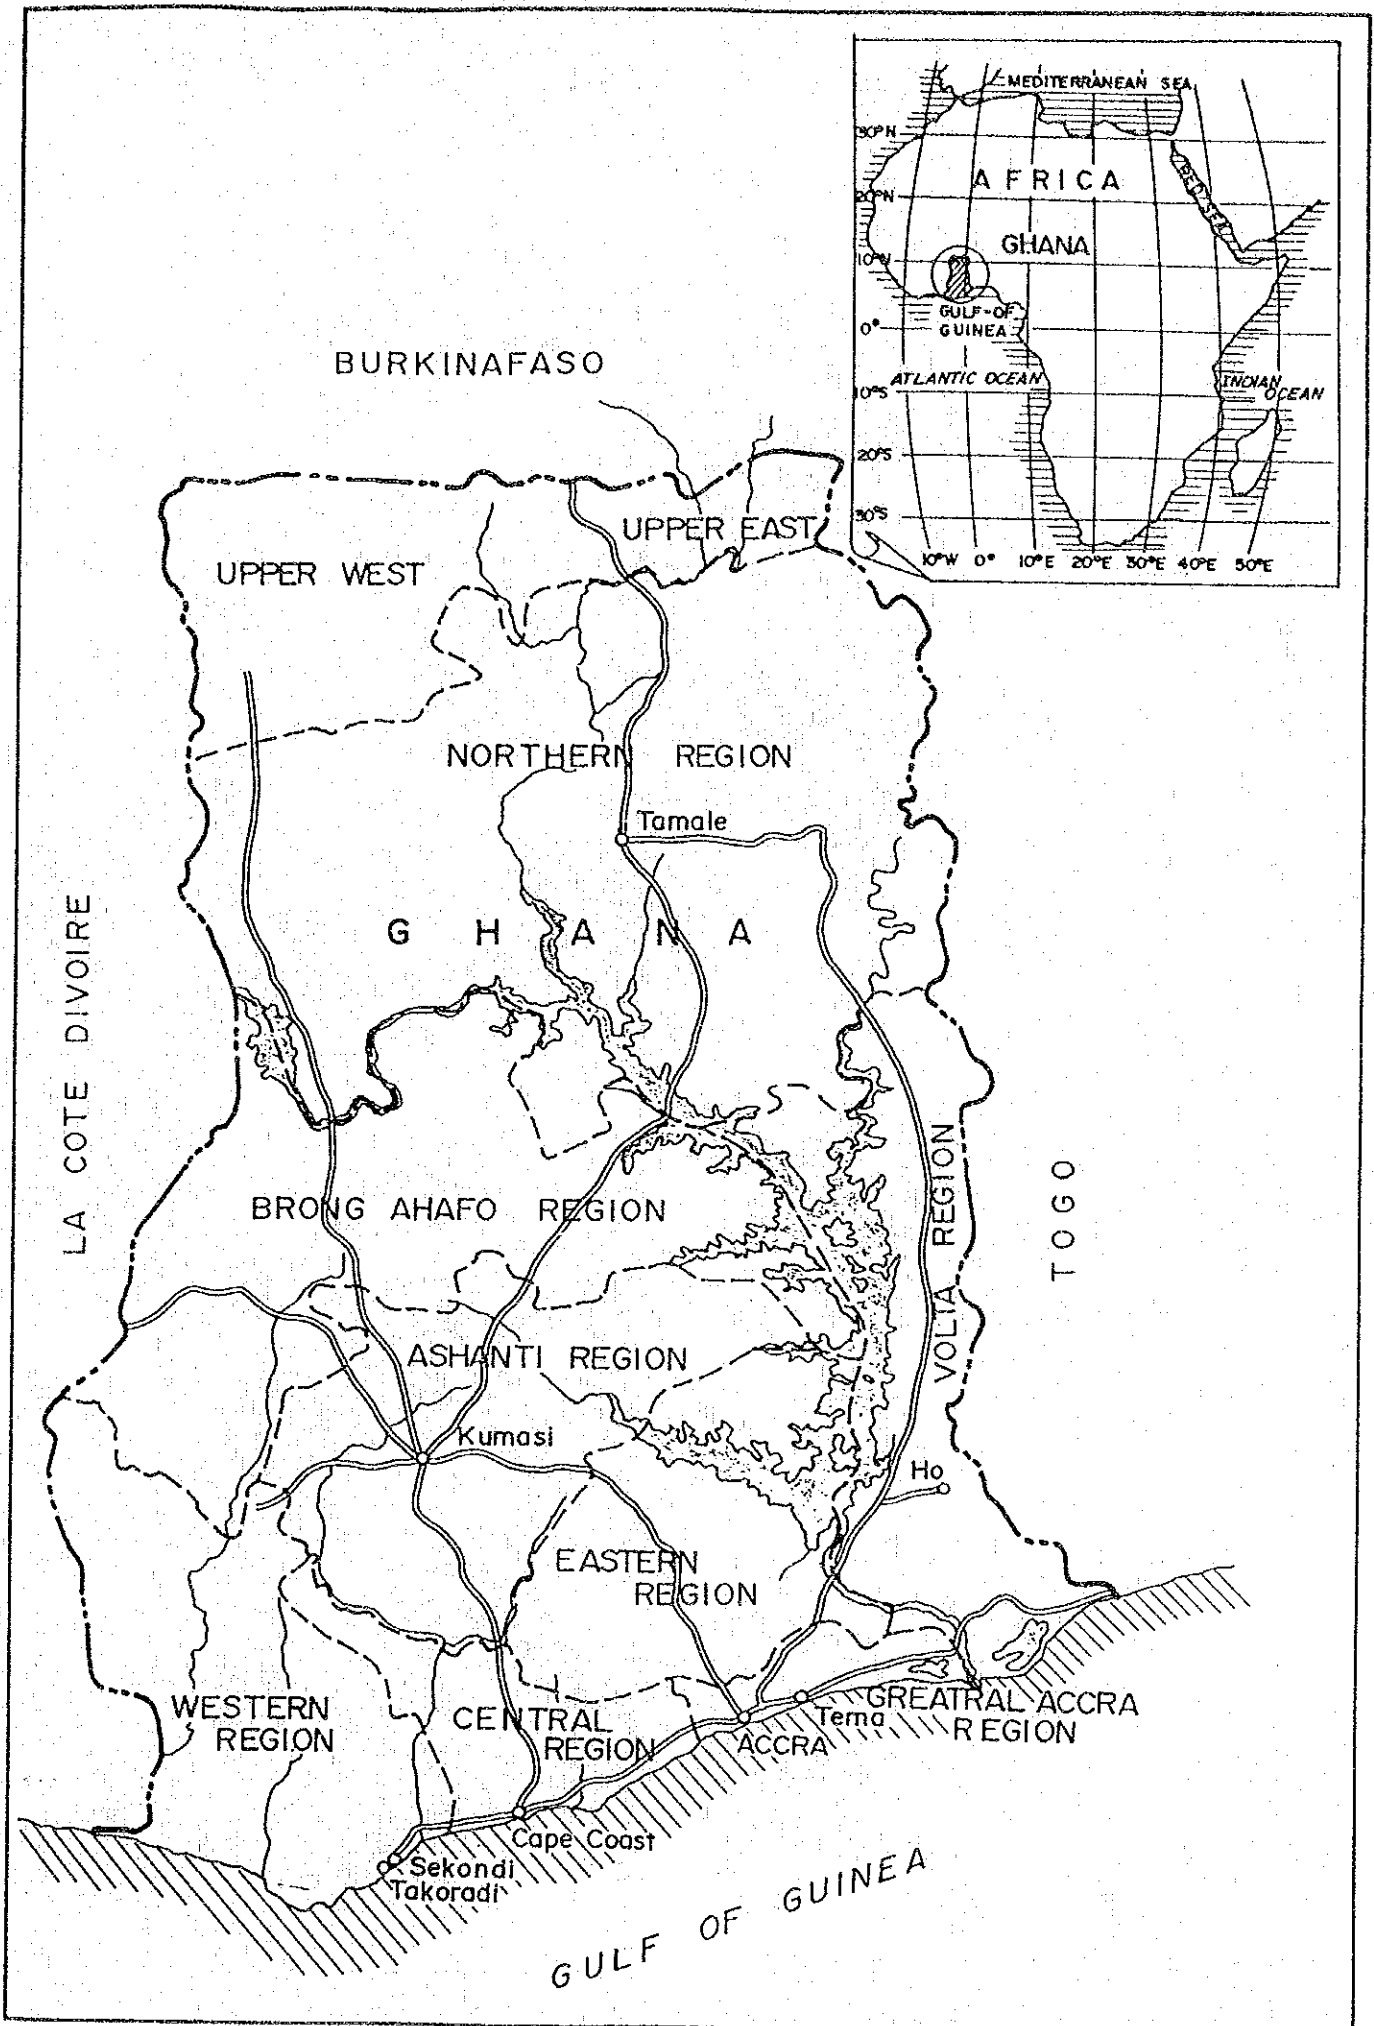 MEDITERRANEAN SEA
30°N
AFRICA
RED SEA
20°N
GHANA
10°N
GULF-OF
GUINEA
0°
ATLANTIC OCEAN
INDIAN
OCEAN
10°S
20°S
30°S
10°W 0° 10°E 20°E 30°E 40°E 50°E
BURKINAFASO
UPPER EAST
UPPER WEST
NORTHERN REGION
Tamale
GHANA
LA COTE DIVOIRE
BRONG AHAFO REGION
VOLTA REGION
TOGO
ASHANTI REGION
Kumasi
Ho
EASTERN
REGION
WESTERN
REGION
CENTRAL
REGION
ACCRA
Tema
GREATRAL ACCRA
REGION
Cape Coast
Sekondi
Takoradi
GULF OF GUINEA